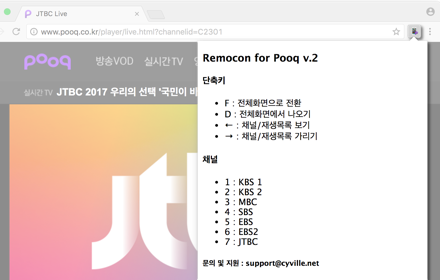 JTBC Live
www.pooq.co.kr/player/live.html?channelid=C2301
pooq
방송VOD 실시간TV
실시간 TV JTBC 2017 우리의 선택 '국민이 바
jt
Remocon for Pooq v.2
단축키
F : 전체화면으로 전환
D : 전체화면에서 나오기
← : 채널/재생목록 보기
→ : 채널/재생목록 가리기
채널
1 : KBS 1
2 : KBS 2
3 : MBC
4 : SBS
5 : EBS
6 : EBS2
7 : JTBC
문의 및 지원 : support@cyville.net